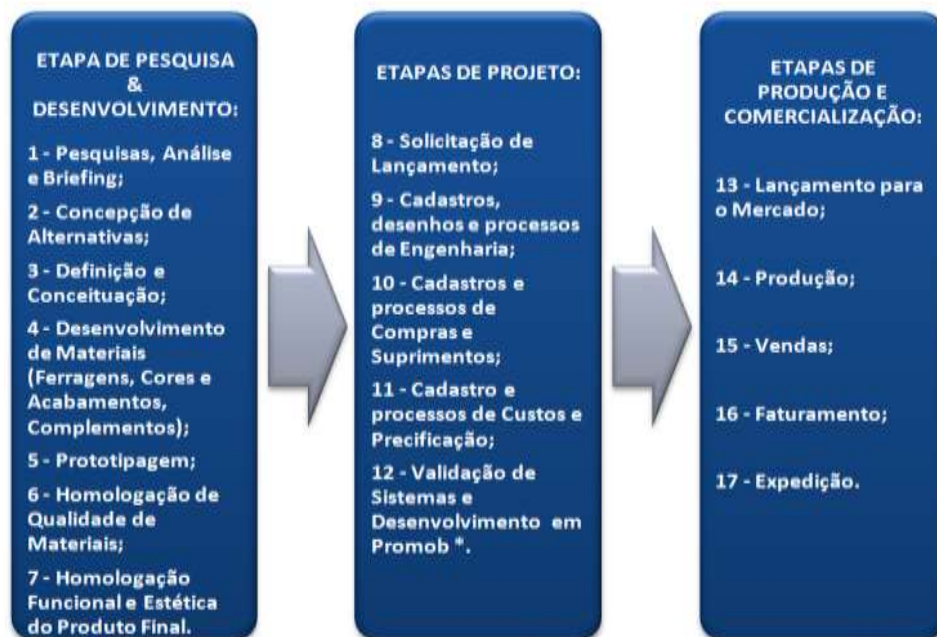 ETAPA DE PESQUISA
&
DESENVOLVIMENTO:
1 - Pesquisas, Análise
e Briefing;
2 - Concepção de
Alternativas;
3 - Definição e
Conceituação;
4 - Desenvolvimento
de Materiais
(Ferragens, Cores e
Acabamentos,
Complementos);
5 - Prototipagem;
6 - Homologação de
Qualidade de
Materiais;
7 - Homologação
Funcional e Estética
do Produto Final.
ETAPAS DE PROJETO:
8 - Solicitação de
Lançamento;
9 - Cadastros,
desenhos e processos
de Engenharia;
10 - Cadastros e
processos de
Compras e
Suprimentos;
11 - Cadastro e
processos de Custos e
Precificação;
12 - Validação de
Sistemas e
Desenvolvimento em
Promob *.
ETAPAS DE
PRODUÇÃO E
COMERCIALIZAÇÃO:
13 - Lançamento para
o Mercado;
14 - Produção;
15 - Vendas;
16 - Faturamento;
17 - Expedição.